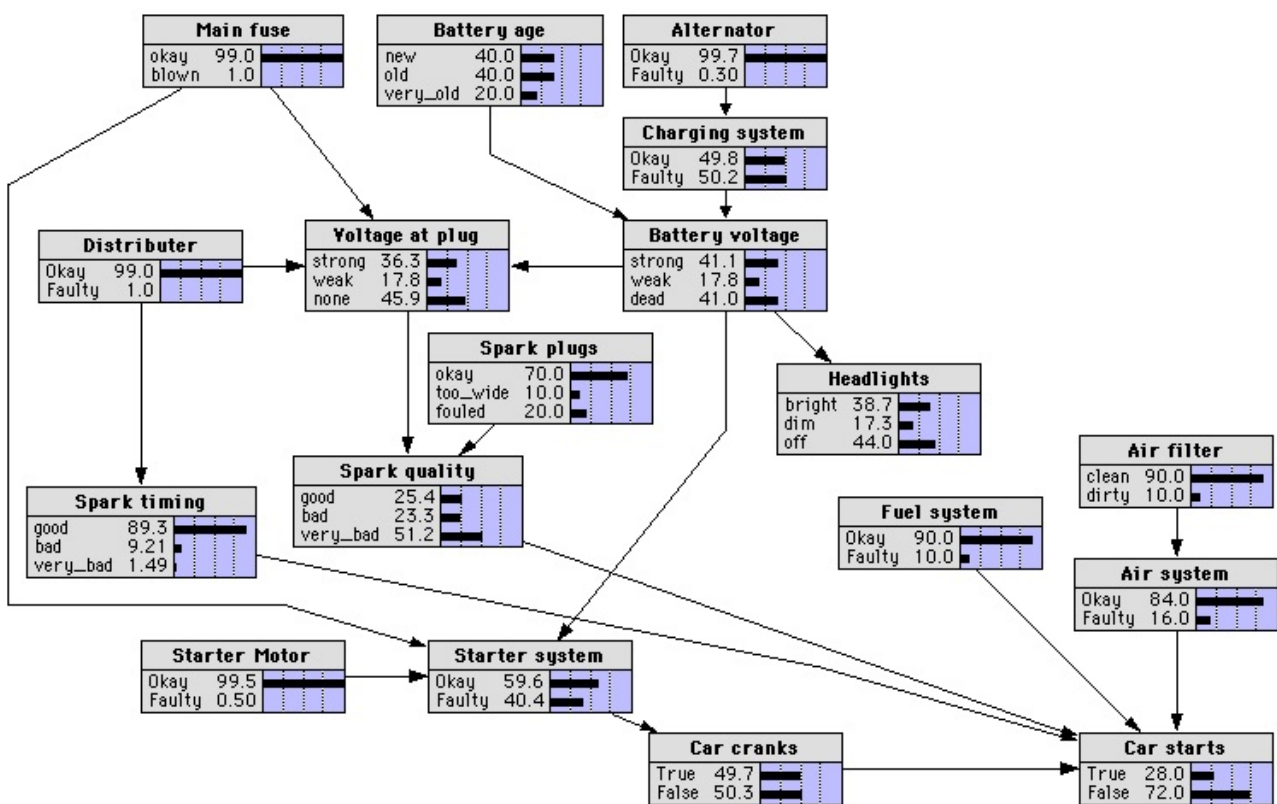 Main fuse
okay 99.0
blown 1.0
Battery age
new 40.0
old 40.0
very_old 20.0
Alternator
Okay 99.7
Faulty 0.30
Charging system
Okay 49.8
Faulty 50.2
Distributer
Okay 99.0
Faulty 1.0
Voltage at plug
strong 36.3
weak 17.8
none 45.9
Battery voltage
strong 41.1
weak 17.8
dead 41.0
Spark plugs
okay 70.0
too_wide 10.0
fouled 20.0
Headlights
bright 38.7
dim 17.3
off 44.0
Spark timing
good 89.3
bad 9.21
very_bad 1.49
Spark quality
good 25.4
bad 23.3
very_bad 51.2
Air filter
clean 90.0
dirty 10.0
Fuel system
Okay 90.0
Faulty 10.0
Air system
Okay 84.0
Faulty 16.0
Starter Motor
Okay 99.5
Faulty 0.50
Starter system
Okay 59.6
Faulty 40.4
Car cranks
True 49.7
False 50.3
Car starts
True 28.0
False 72.0